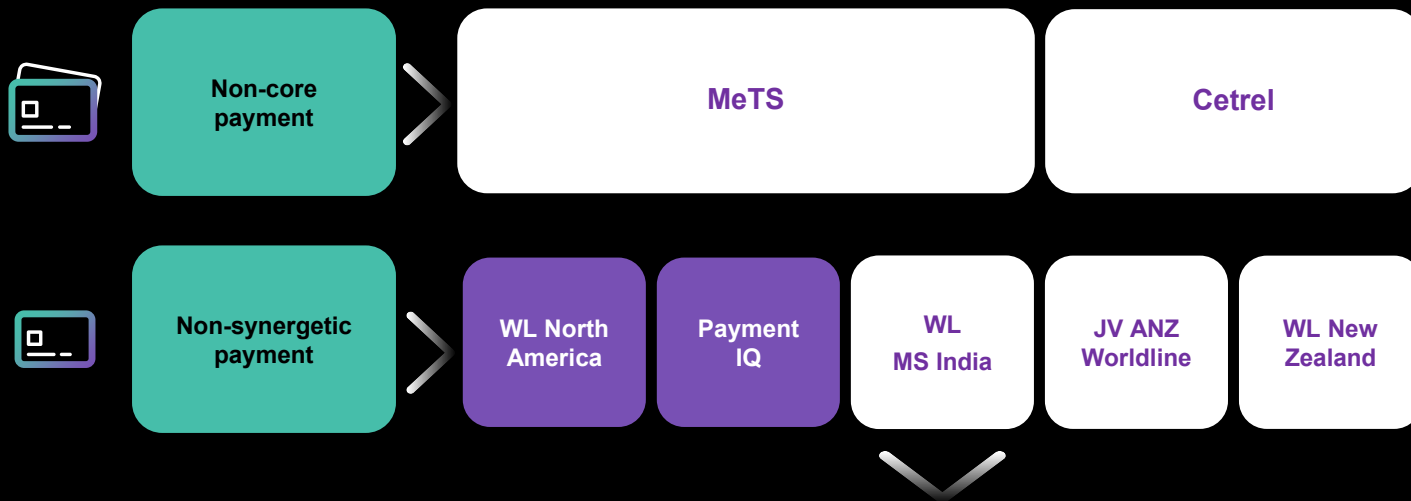 Non-core
payment
MeTS
Cetrel
Non-synergetic
payment
WL North
America
Payment
IQ
WL
MS India
JV ANZ
Worldline
WL New
Zealand